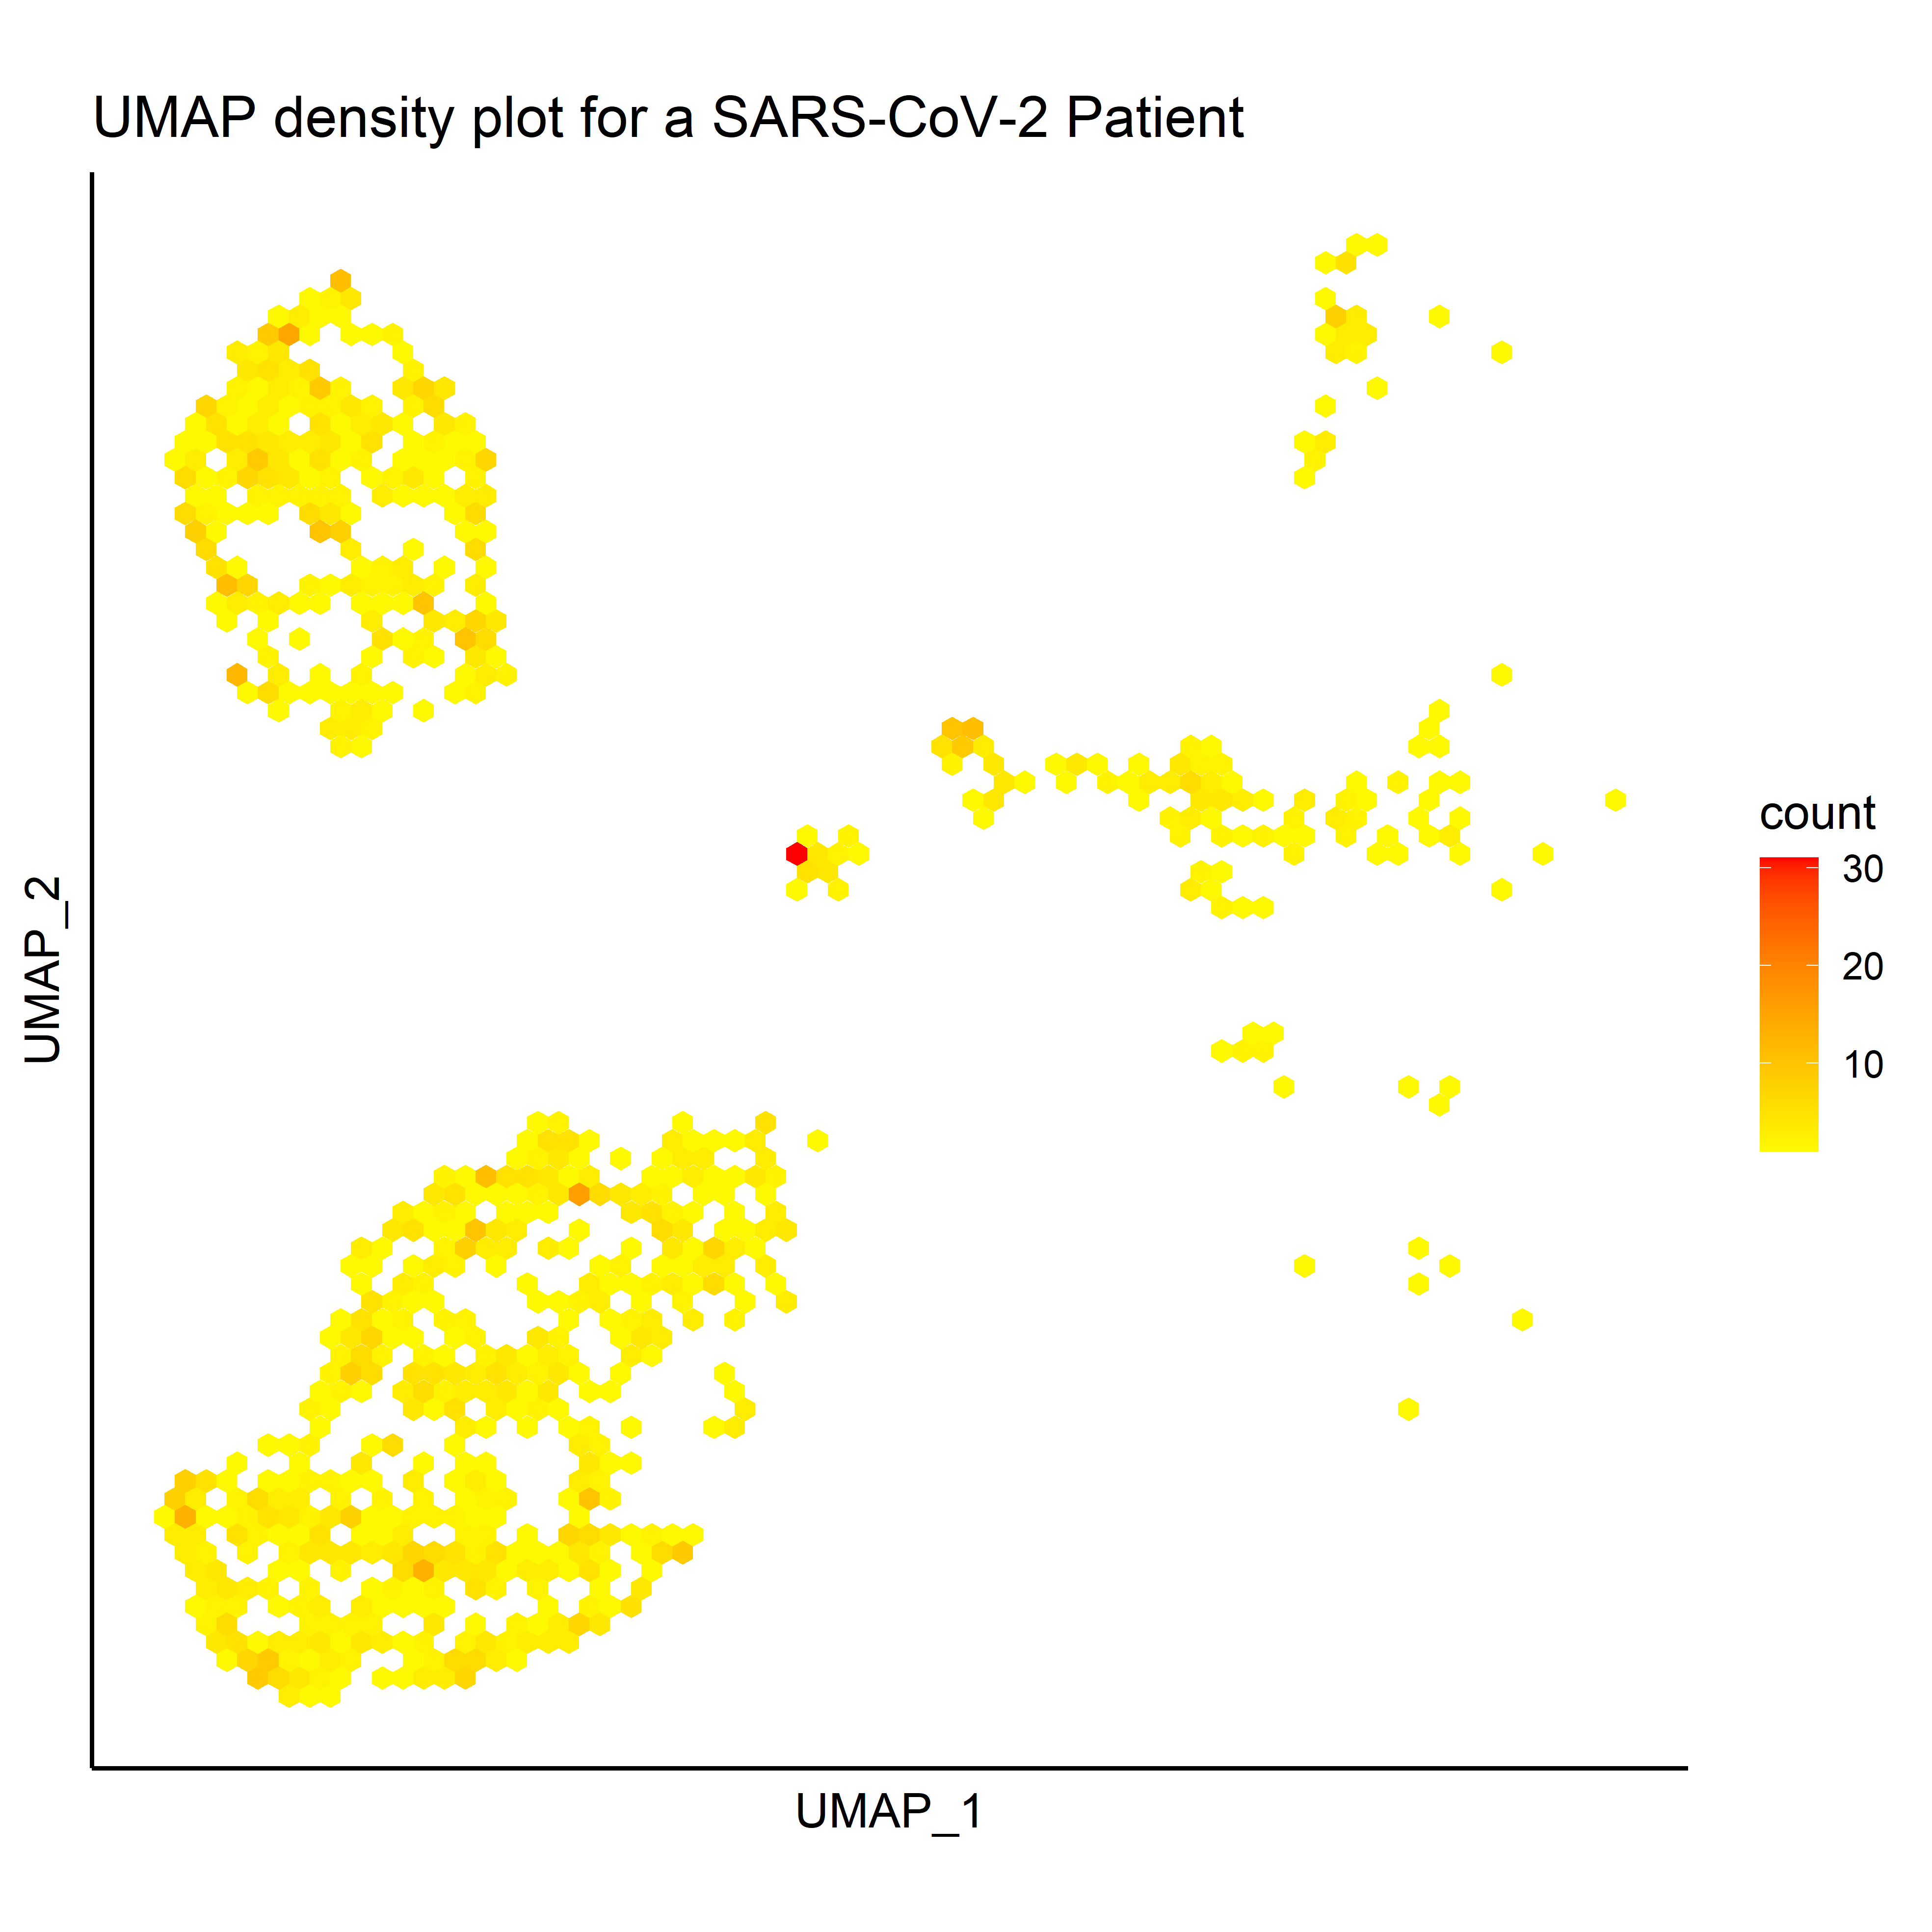 UMAP density plot for a SARS-CoV-2 Patient
UMAP_2
count
30
20
10
UMAP_1